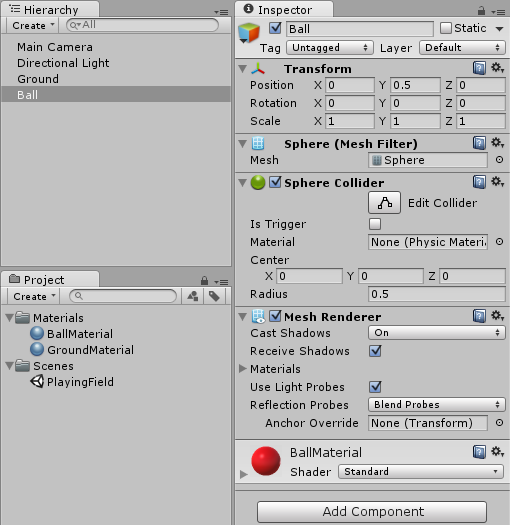 Hierarchy
Create
All
Main Camera
Directional Light
Ground
Ball
Project
Create
Materials
BallMaterial
GroundMaterial
Scenes
PlayingField
Inspector
Ball
Static
Tag Untagged Layer Default
Transform
Position X 0 Y 0.5 Z 0
Rotation X 0 Y 0 Z 0
Scale X 1 Y 1 Z 1
Sphere (Mesh Filter)
Mesh Sphere
Sphere Collider
Edit Collider
Is Trigger
Material None (Physic Materi
Center
X 0 Y 0 Z 0
Radius 0.5
Mesh Renderer
Cast Shadows On
Receive Shadows
Materials
Use Light Probes
Reflection Probes Blend Probes
Anchor Override None (Transform)
BallMaterial
Shader Standard
Add Component